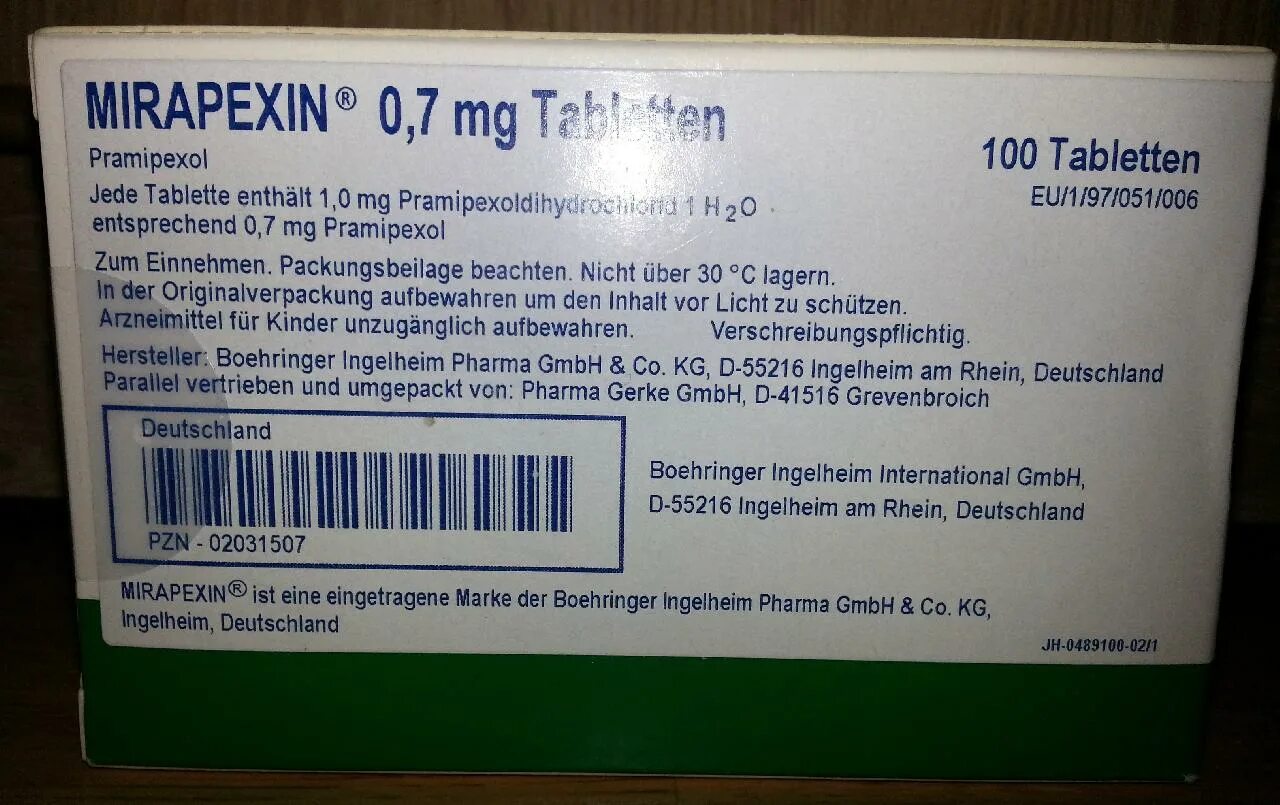 MIRAPEXIN® 0,7 mg Tabletten
100 Tabletten
EU/1/97/051/006
Pramipexol
Jede Tablette enthält 1,0 mg Pramipexoldihydrochlorid 1 H₂O
entsprechend 0,7 mg Pramipexol
Zum Einnehmen. Packungsbeilage beachten. Nicht über 30 °C lagern.
In der Originalverpackung aufbewahren um den Inhalt vor Licht zu schützen.
Arzneimittel für Kinder unzugänglich aufbewahren. Verschreibungspflichtig.
Hersteller: Boehringer Ingelheim Pharma GmbH & Co. KG, D-55216 Ingelheim am Rhein, Deutschland
Parallel vertrieben und umgepackt von: Pharma Gerke GmbH, D-41516 Grevenbroich
Deutschland
PZN - 02031507
Boehringer Ingelheim International GmbH,
D-55216 Ingelheim am Rhein, Deutschland
MIRAPEXIN® ist eine eingetragene Marke der Boehringer Ingelheim Pharma GmbH & Co. KG,
Ingelheim, Deutschland
JH-0489100-02/1